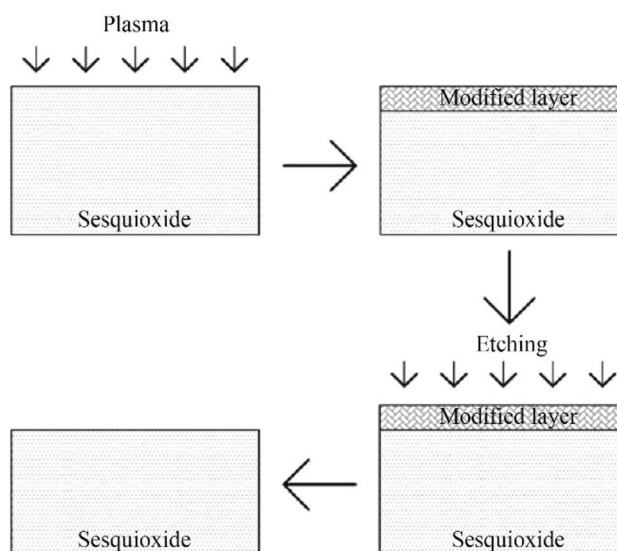 Plasma
Modified layer
Sesquioxide
Sesquioxide
Etching
Modified layer
Sesquioxide
Sesquioxide